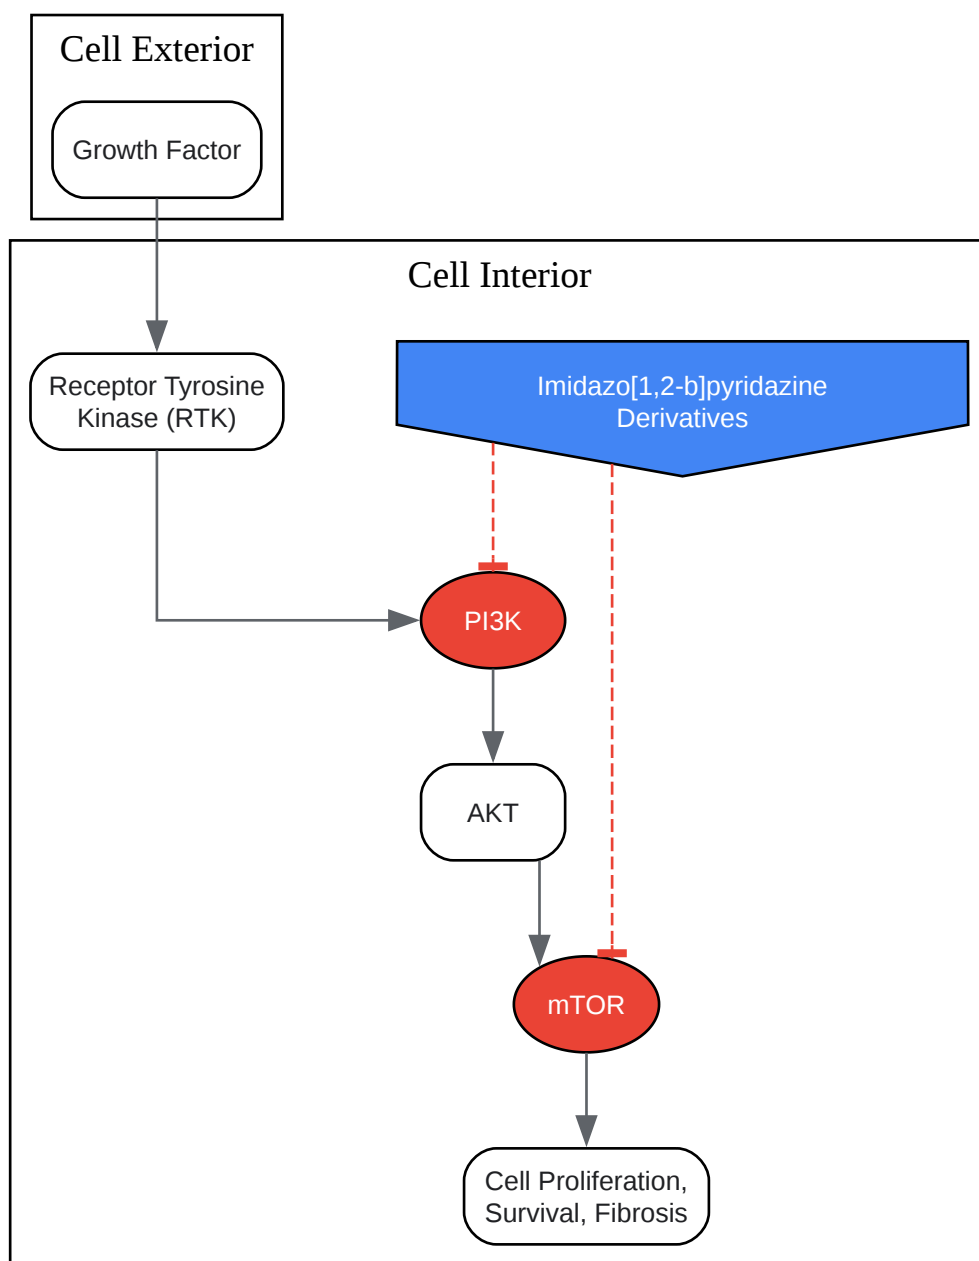 Cell Exterior
Growth Factor
Cell Interior
Receptor Tyrosine
Kinase (RTK)
Imidazo[1,2-b]pyridazine
Derivatives
PI3K
AKT
mTOR
Cell Proliferation,
Survival, Fibrosis